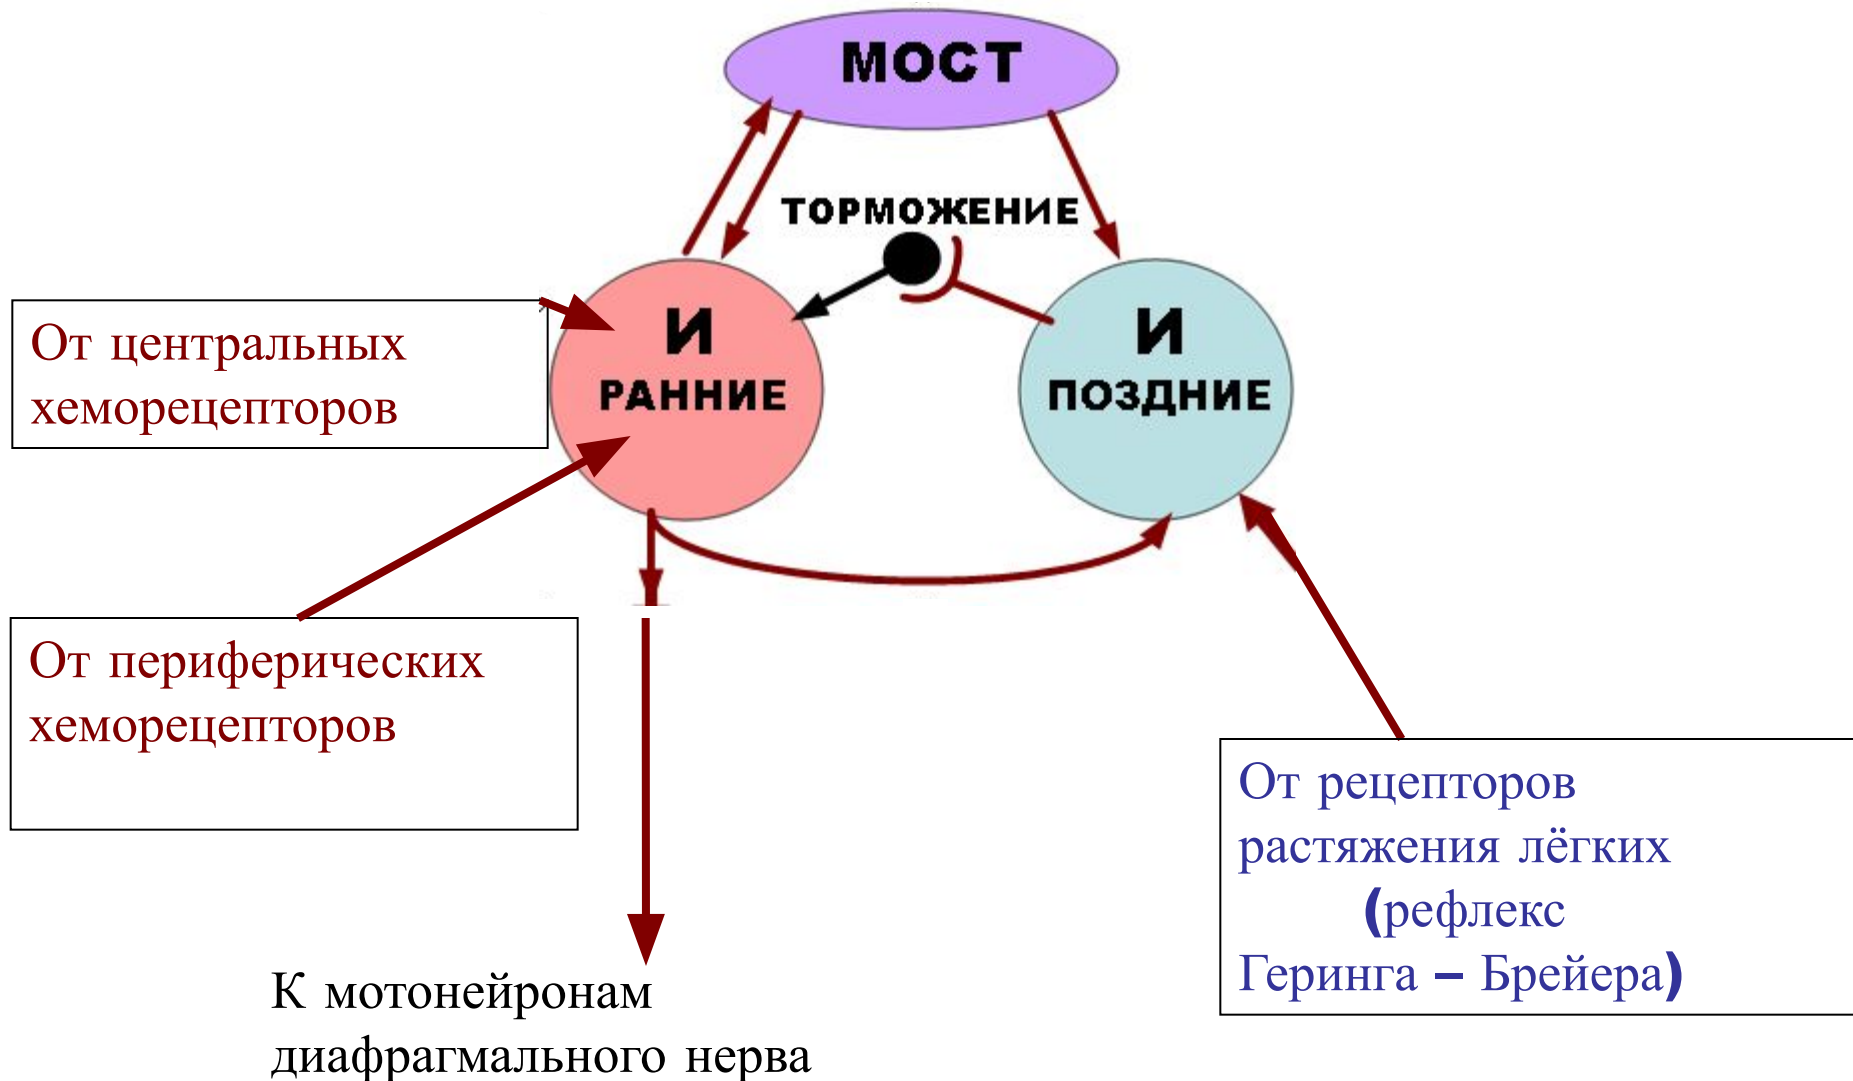 МОСТ
ТОРМОЖЕНИЕ
И
РАННИЕ
И
ПОЗДНИЕ
От центральных
хеморецепторов
От периферических
хеморецепторов
От рецепторов
растяжения лёгких
(рефлекс
Геринга – Брейера)
К мотонейронам
диафрагмального нерва